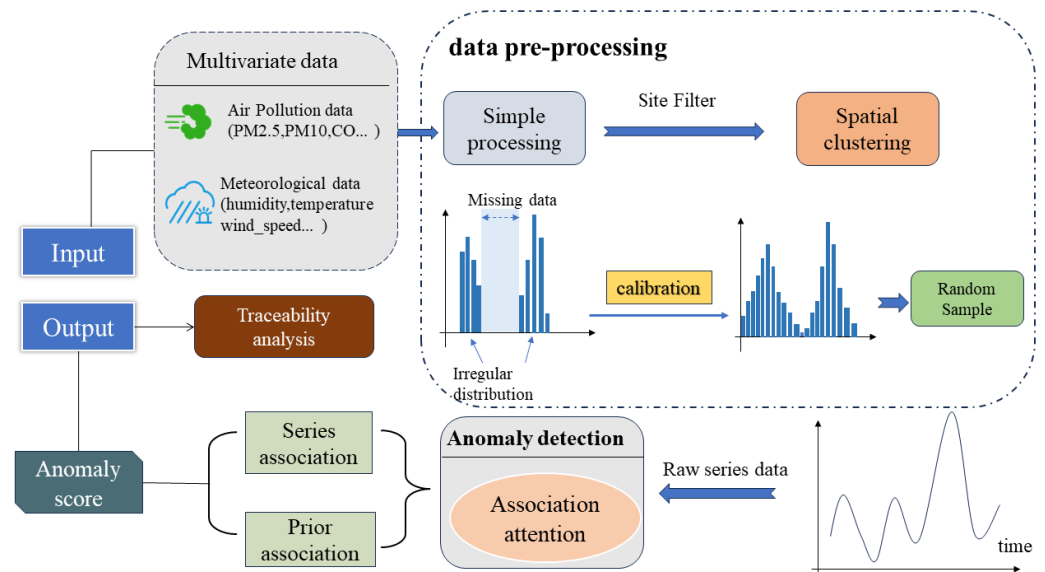 data pre-processing
Multivariate data
Air Pollution data
(PM2.5,PM10,CO... )
Meteorological data
(humidity,temperature
wind_speed... )
Simple
processing
Site Filter
Spatial
clustering
Input
Missing data
calibration
Random
Sample
Irregular
distribution
Output
Traceability
analysis
Anomaly
score
Series
association
Prior
association
Anomaly detection
Association
attention
Raw series data
time